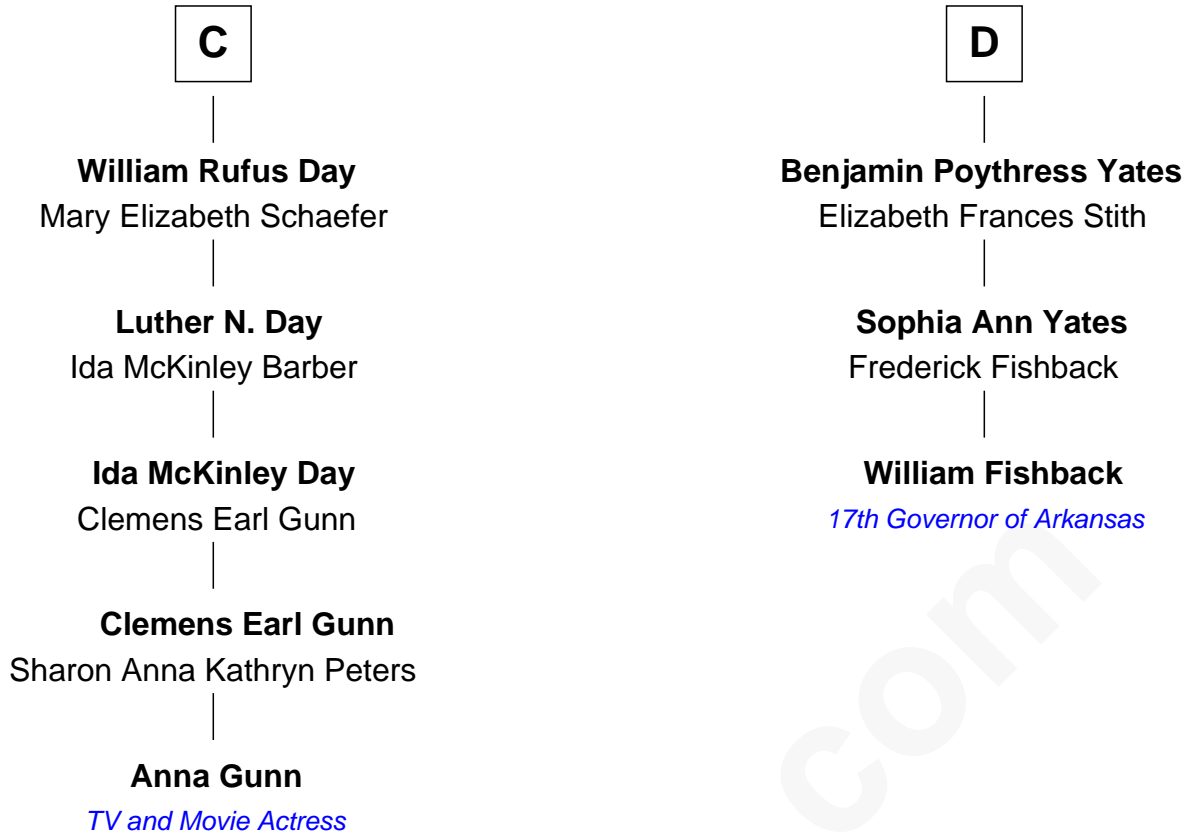 C
William Rufus Day
Mary Elizabeth Schaefer
Luther N. Day
Ida McKinley Barber
Ida McKinley Day
Clemens Earl Gunn
Clemens Earl Gunn
Sharon Anna Kathryn Peters
Anna Gunn
TV and Movie Actress
D
Benjamin Poythress Yates
Elizabeth Frances Stith
Sophia Ann Yates
Frederick Fishback
William Fishback
17th Governor of Arkansas
com